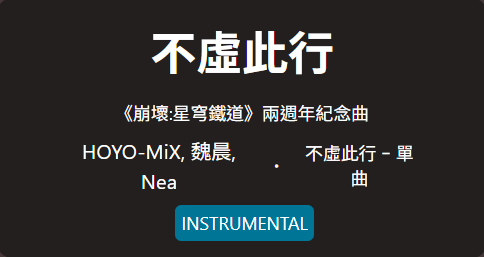 不虛此行
《崩壞:星穹鐵道》兩週年紀念曲
HOYO-MiX, 魏晨,
Nea
·
不虛此行 – 單
曲
INSTRUMENTAL